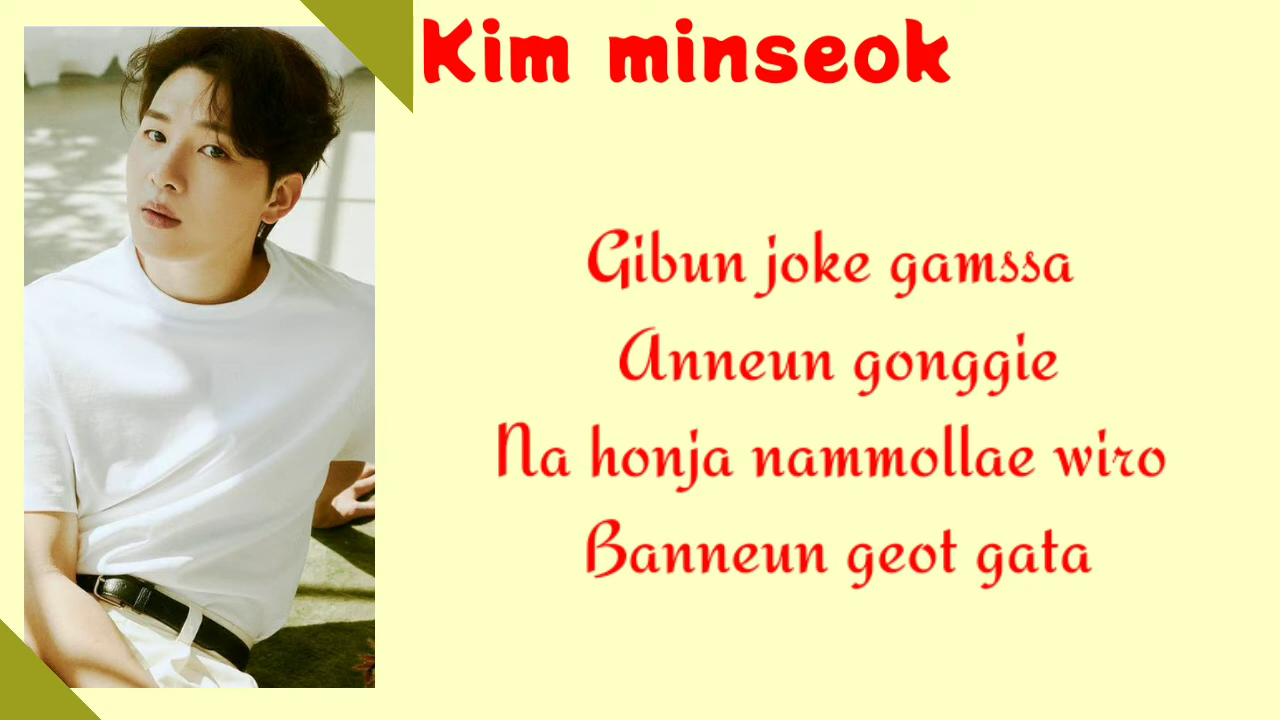 Kim minseok
Gibun joke gamssa
Anneun gonggie
Na honja nammollae wiro
Banneun geot gata